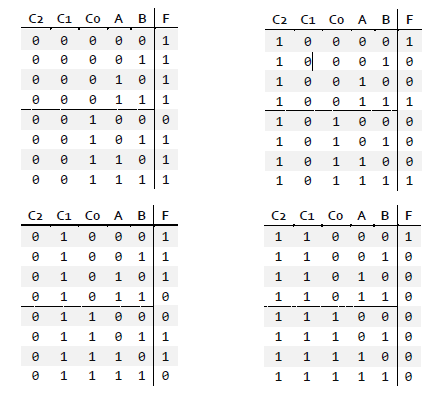 C2 C1 C0 A B F
0 0 0 0 0 1
0 0 0 0 1 1
0 0 0 1 0 1
0 0 0 1 1 1
0 0 1 0 0 0
0 0 1 0 1 1
0 0 1 1 0 1
0 0 1 1 1 1
C2 C1 C0 A B F
1 0 0 0 0 1
1 0 0 0 1 0
1 0 0 1 0 0
1 0 0 1 1 1
1 0 1 0 0 0
1 0 1 0 1 0
1 0 1 1 0 0
1 0 1 1 1 1
C2 C1 C0 A B F
0 1 0 0 0 1
0 1 0 0 1 1
0 1 0 1 0 1
0 1 0 1 1 0
0 1 1 0 0 0
0 1 1 0 1 1
0 1 1 1 0 1
0 1 1 1 1 0
C2 C1 C0 A B F
1 1 0 0 0 1
1 1 0 0 1 0
1 1 0 1 0 0
1 1 0 1 1 0
1 1 1 0 0 0
1 1 1 0 1 0
1 1 1 1 0 0
1 1 1 1 1 0